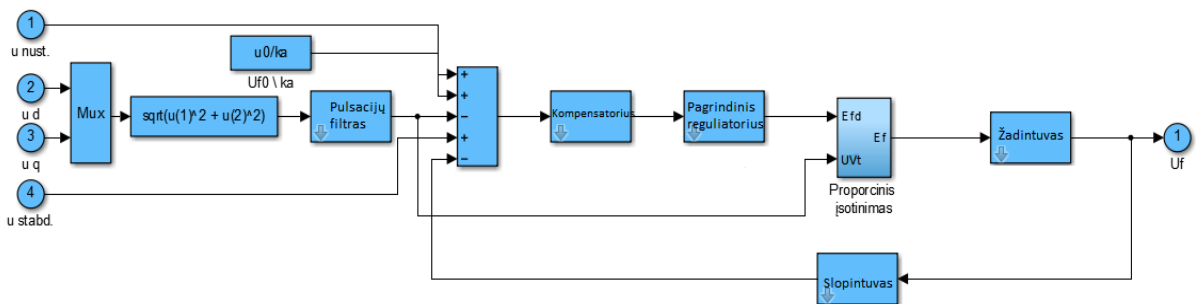 1
u nust.
u0/ka
Uf0 \ ka
2
u d
3
u q
4
u stabd.
Mux
sqrt(u(1)^2 + u(2)^2)
Pulsacijų
filtras
+
+
−
+
−
Kompensatorius
Pagrindinis
reguliatorius
Efd
Ef
UVt
Proporcinis
įsotinimas
Žadintuvas
1
Uf
Slopintuvas